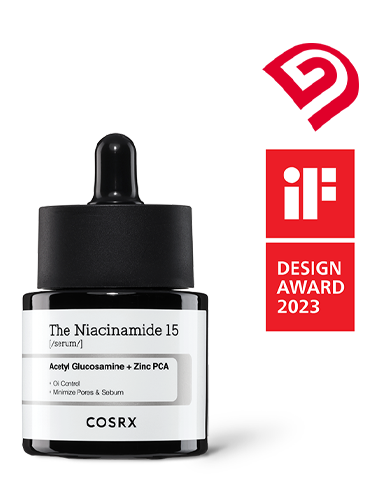 The Niacinamide 15
[/serum/]
Acetyl Glucosamine + Zinc PCA
• Oil Control
• Minimize Pores & Sebum
COSRX
iF
DESIGN
AWARD
2023